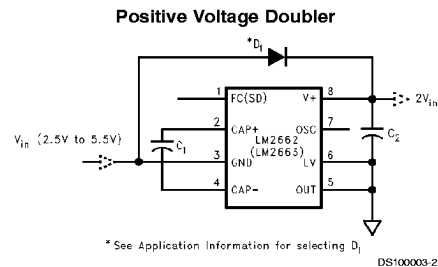 Positive Voltage Doubler
*D1
1 FC(SD) V+ 8 2Vin
2 CAP+ OSC 7
Vin (2.5V to 5.5V) C1 LM2662 C2
3 GND (LM2663) LV 6
4 CAP- OUT 5
*See Application Information for selecting D1
DS100003-2